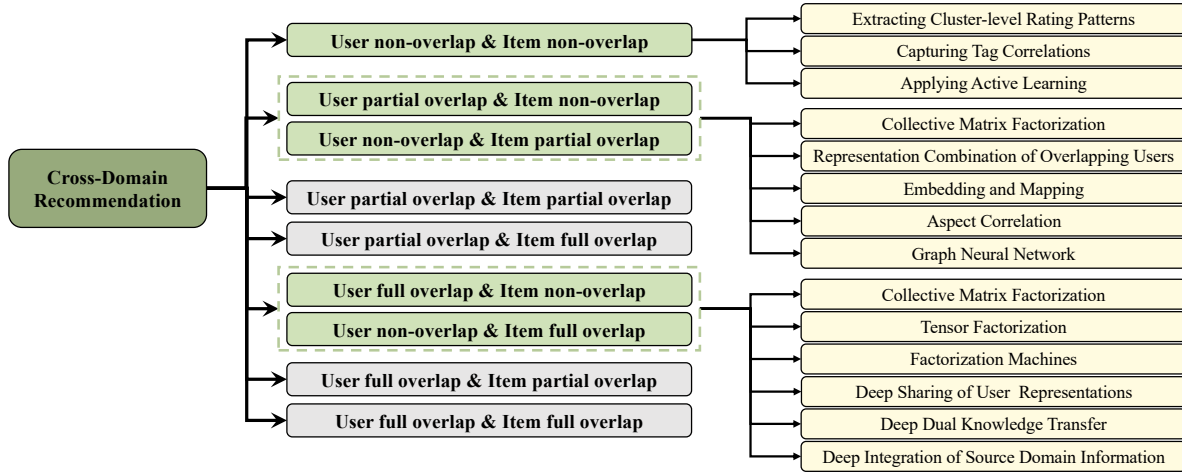 Cross-Domain
Recommendation
User non-overlap & Item non-overlap
User partial overlap & Item non-overlap
User non-overlap & Item partial overlap
User partial overlap & Item partial overlap
User partial overlap & Item full overlap
User full overlap & Item non-overlap
User non-overlap & Item full overlap
User full overlap & Item partial overlap
User full overlap & Item full overlap
Extracting Cluster-level Rating Patterns
Capturing Tag Correlations
Applying Active Learning
Collective Matrix Factorization
Representation Combination of Overlapping Users
Embedding and Mapping
Aspect Correlation
Graph Neural Network
Collective Matrix Factorization
Tensor Factorization
Factorization Machines
Deep Sharing of User Representations
Deep Dual Knowledge Transfer
Deep Integration of Source Domain Information